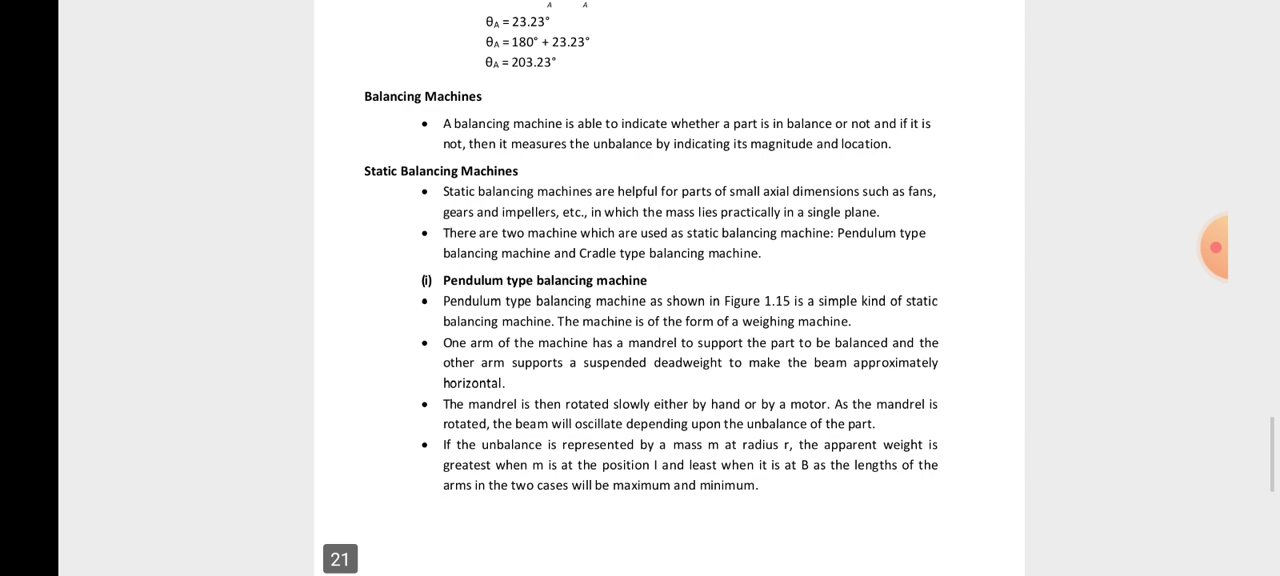 A A
θA = 23.23°
θA = 180° + 23.23°
θA = 203.23°
Balancing Machines
• A balancing machine is able to indicate whether a part is in balance or not and if it is
not, then it measures the unbalance by indicating its magnitude and location.
Static Balancing Machines
• Static balancing machines are helpful for parts of small axial dimensions such as fans,
gears and impellers, etc., in which the mass lies practically in a single plane.
• There are two machine which are used as static balancing machine: Pendulum type
balancing machine and Cradle type balancing machine.
(i) Pendulum type balancing machine
• Pendulum type balancing machine as shown in Figure 1.15 is a simple kind of static
balancing machine. The machine is of the form of a weighing machine.
• One arm of the machine has a mandrel to support the part to be balanced and the
other arm supports a suspended deadweight to make the beam approximately
horizontal.
• The mandrel is then rotated slowly either by hand or by a motor. As the mandrel is
rotated, the beam will oscillate depending upon the unbalance of the part.
• If the unbalance is represented by a mass m at radius r, the apparent weight is
greatest when m is at the position I and least when it is at B as the lengths of the
arms in the two cases will be maximum and minimum.
21